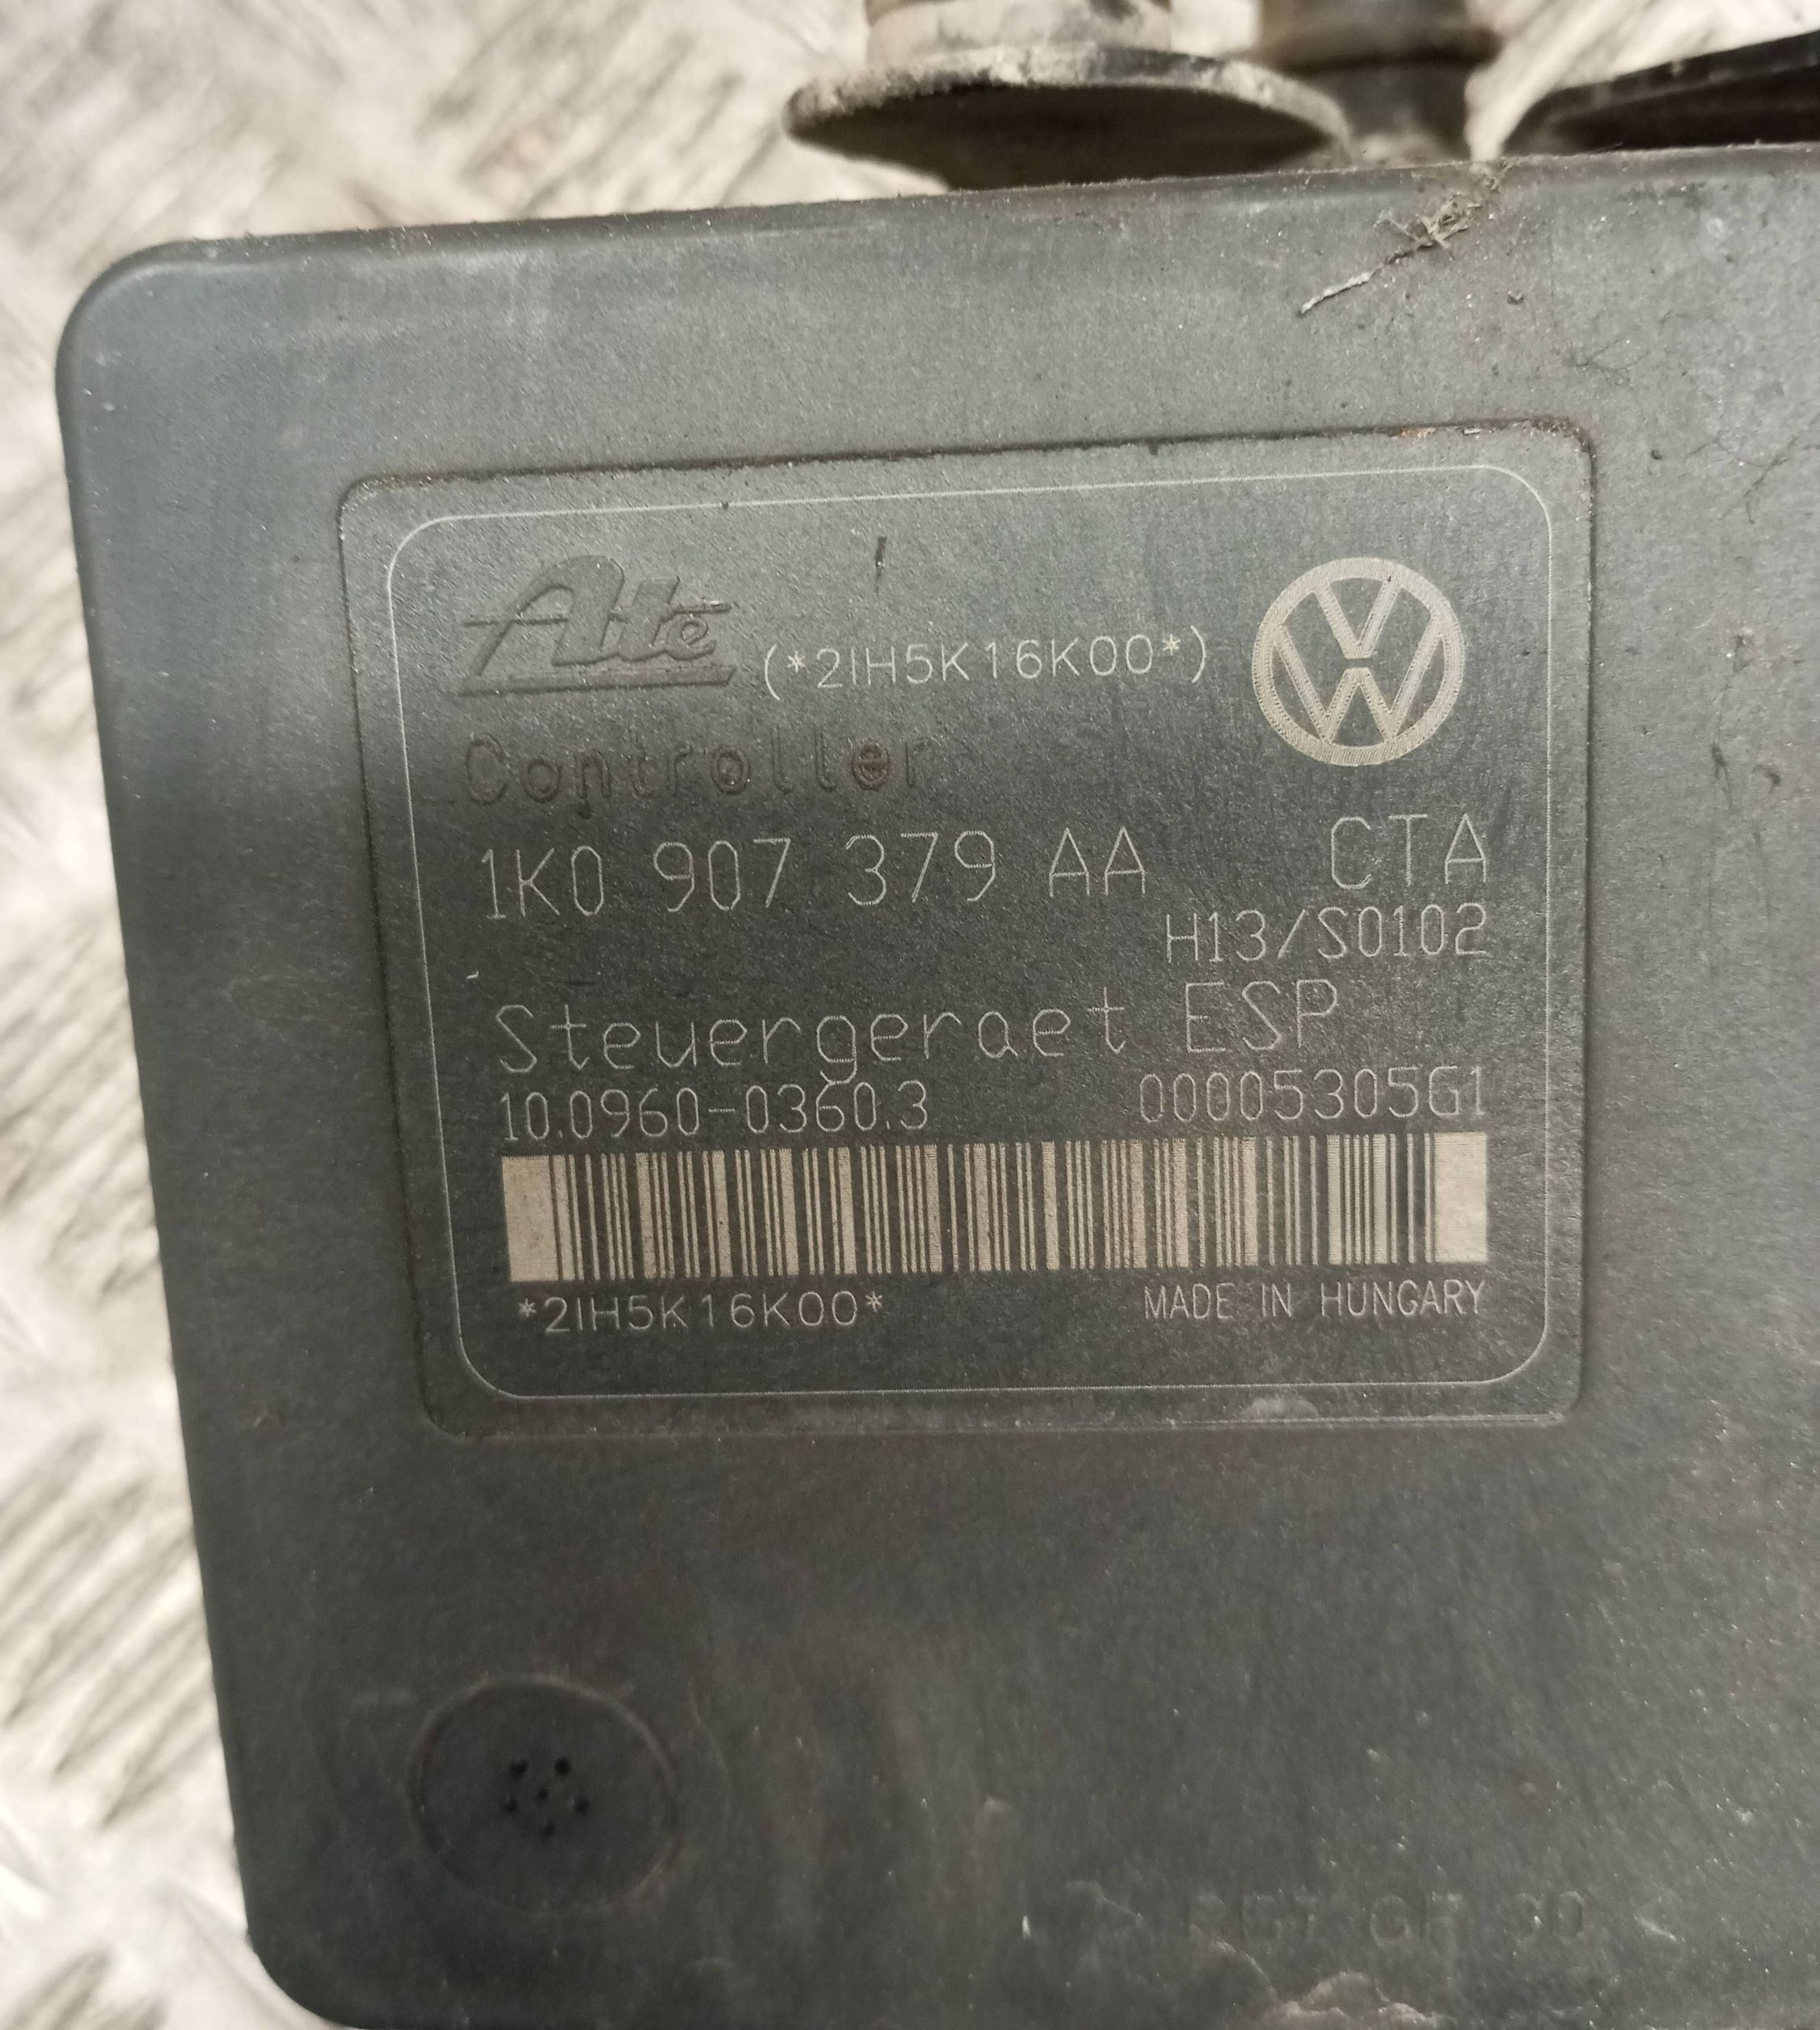 Ate (*2IH5K16K00*)
Controller
1K0 907 379 AA CTA
H13/S0102
Steuergeraet ESP
10.0960-0360.3 00005305G1
*2IH5K16K00* MADE IN HUNGARY